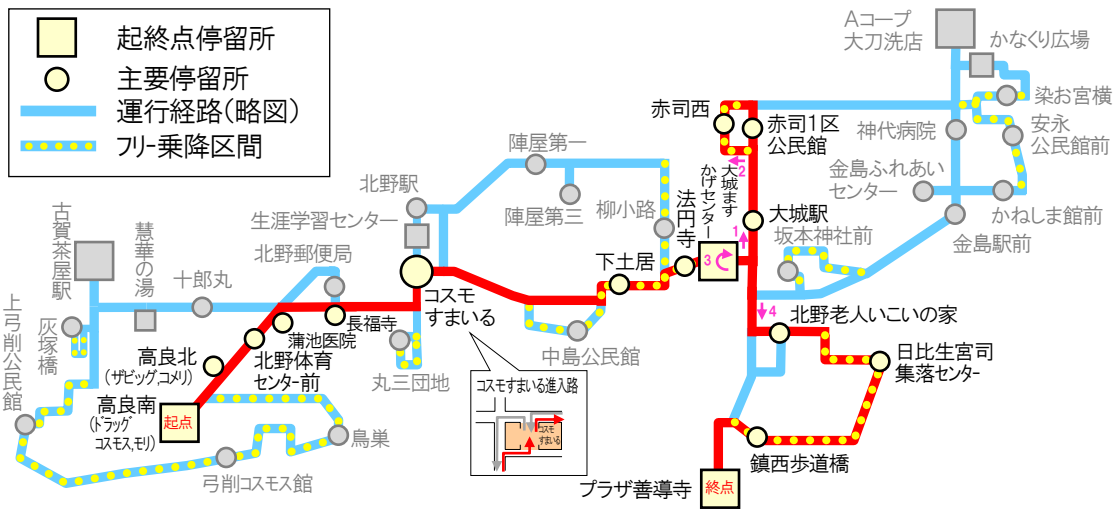 起終点停留所
主要停留所
運行経路(略図)
フリー乗降区間
Aコープ
大刀洗店
かなくり広場
染お宮横
安永
公民館前
神代病院
金島ふれあい
センター
かねしま館前
金島駅前
赤司西
赤司1区
公民館
2
大城ます
かげセンター
大城駅
1
坂本神社前
3
4
法円寺
柳小路
陣屋第一
陣屋第三
北野駅
生涯学習センター
北野郵便局
下土居
コスモ
すまいる
中島公民館
長福寺
蒲池医院
北野体育
センター前
丸三団地
古賀茶屋駅
慧華の湯
十郎丸
灰塚橋
上弓削公民館
高良北
(ザビッグ,コメリ)
高良南
(ドラッグ
コスモス,モリ)
起点
鳥巣
弓削コスモス館
コスモすまいる進入路
コスモ
すまいる
北野老人いこいの家
日比生宮司
集落センター
鎮西歩道橋
プラザ善導寺
終点